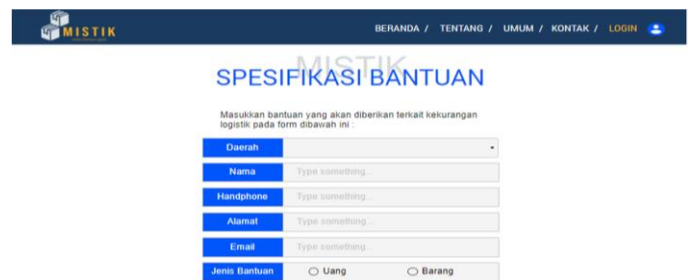 MISTIK
BERANDA / TENTANG / UMUM / KONTAK / LOGIN
MISTIK
SPESIFIKASI BANTUAN
Masukkan bantuan yang akan diberikan terkait kekurangan
logistik pada form dibawah ini :
Daerah
Nama Type something...
Handphone Type something...
Alamat Type something...
Email Type something...
Jenis Bantuan Uang Barang